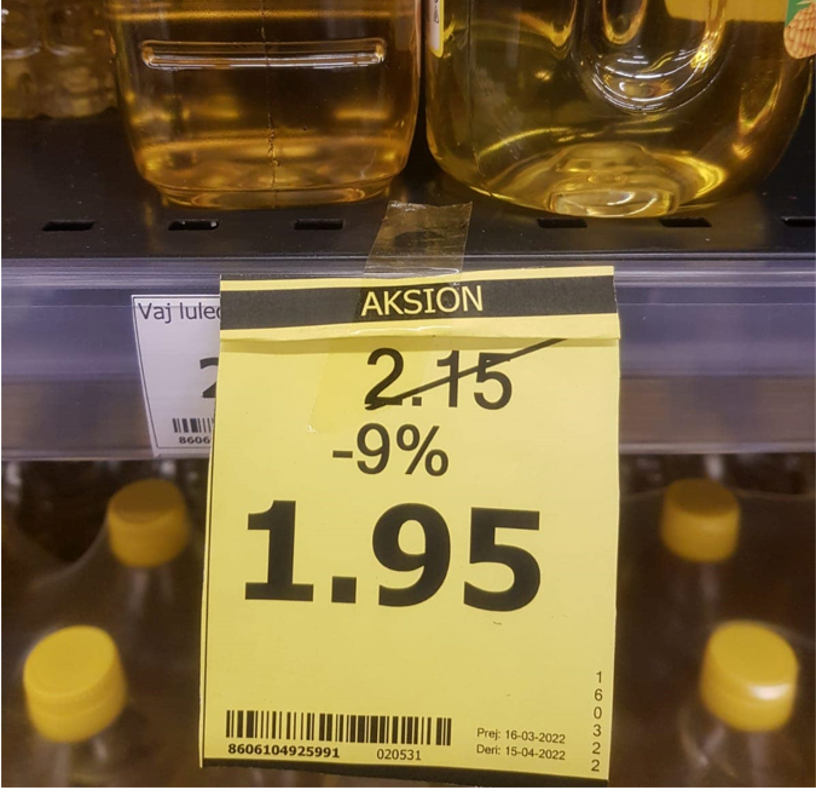 AKSION
2.15
-9%
1.95
8606104925991
020531
Prej: 16-03-2022
Deri: 15-04-2022
160322
Vaj
8606